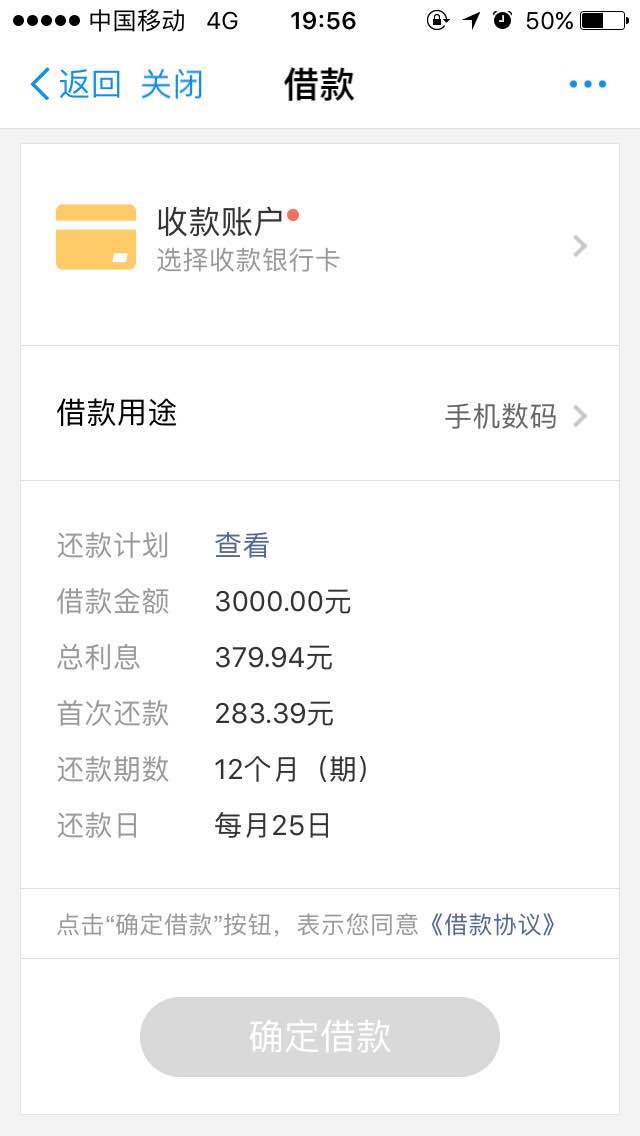 中国移动 4G 19:56 50%
返回 关闭 借款
收款账户
选择收款银行卡
借款用途 手机数码
还款计划 查看
借款金额 3000.00元
总利息 379.94元
首次还款 283.39元
还款期数 12个月（期）
还款日 每月25日
点击“确定借款”按钮，表示您同意《借款协议》
确定借款